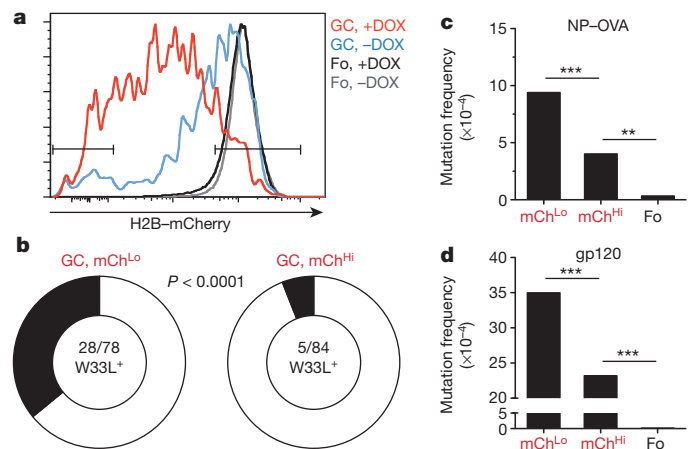 a
GC, +DOX
GC, –DOX
Fo, +DOX
Fo, –DOX
H2B–mCherry
b
GC, mChLo
GC, mChHi
P < 0.0001
28/78
W33L+
5/84
W33L+
c
NP–OVA
Mutation frequency
(×10–4)
15
10
5
0
***
**
mChLo
mChHi
Fo
d
gp120
Mutation frequency
(×10–4)
40
35
30
25
20
5
0
***
***
mChLo
mChHi
Fo